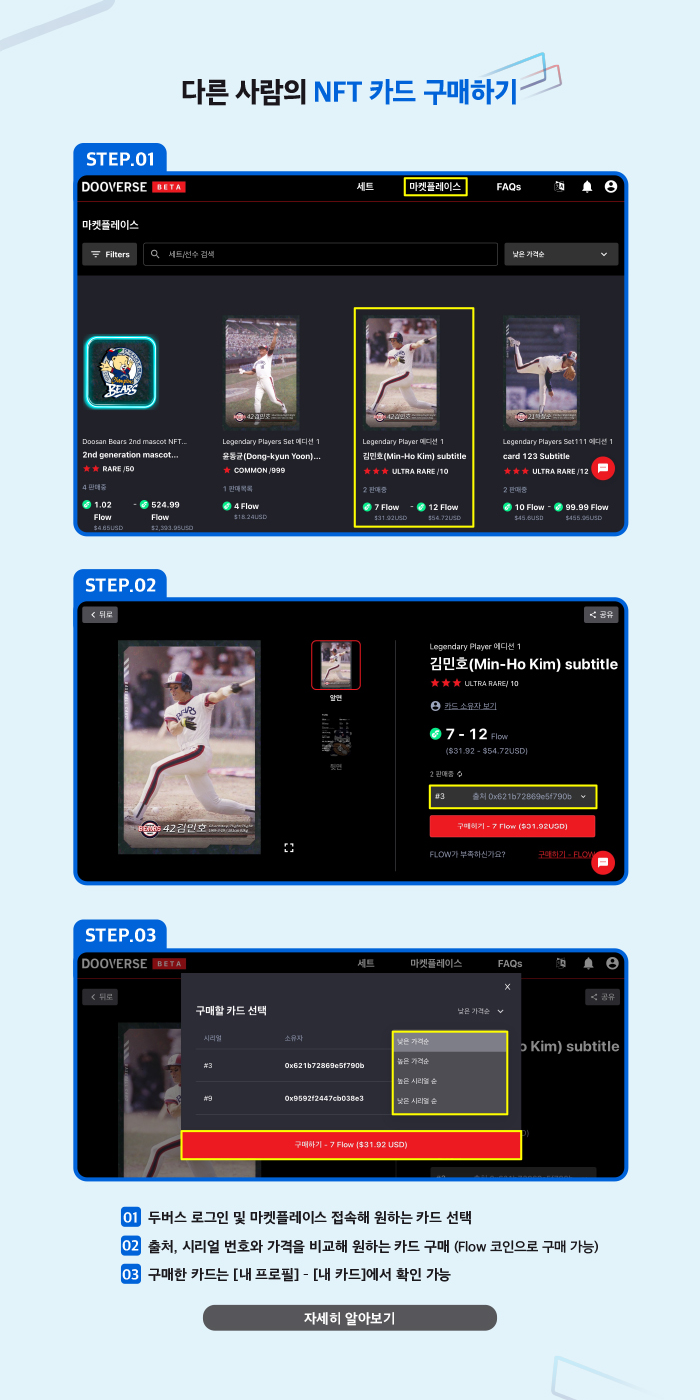 다른 사람의 NFT 카드 구매하기
STEP.01
DOOVERSE BETA 세트 마켓플레이스 FAQs
마켓플레이스
Filters 세트/선수 검색 낮은 가격순
BEARS 42김민호 42김민호
Doosan Bears 2nd mascot NFT... Legendary Players Set 에디션 1 Legendary Player 에디션 1 Legendary Players Set111 에디션 1
2nd generation mascot... 윤동균(Dong-kyun Yoon)... 김민호(Min-Ho Kim) subtitle card 123 Subtitle
RARE /50 COMMON /999 ULTRA RARE /10 ULTRA RARE /12
4 판매중 1 판매목록 2 판매중 2 판매중
1.02 Flow - 524.99 Flow 4 Flow 7 Flow - 12 Flow 10 Flow - 99.99 Flow
$4.65USD $2,393.95USD $18.24USD $31.92USD $54.72USD $45.6USD $455.95USD
STEP.02
뒤로 공유
Legendary Player 에디션 1
김민호(Min-Ho Kim) subtitle
ULTRA RARE/ 10
앞면
카드 소유자 보기
7 - 12 Flow
($31.92 - $54.72USD)
뒷면
2 판매중
#3 출처 0x621b72869e5f790b
구매하기 - 7 Flow ($31.92USD)
BEARS 42김민호
FLOW가 부족하신가요? 구매하기 - FLOW
STEP.03
DOOVERSE BETA 세트 마켓플레이스 FAQs
뒤로 공유
구매할 카드 선택 낮은 가격순
시리얼 소유자 낮은 가격순
o Kim) subtitle
#3 0x621b72869e5f790b 높은 가격순
높은 시리얼 순
#9 0x9592f2447cb038e3 낮은 시리얼 순
구매하기 - 7 Flow ($31.92 USD)
01 두버스 로그인 및 마켓플레이스 접속해 원하는 카드 선택
02 출처, 시리얼 번호와 가격을 비교해 원하는 카드 구매 (Flow 코인으로 구매 가능)
03 구매한 카드는 [내 프로필] - [내 카드]에서 확인 가능
자세히 알아보기